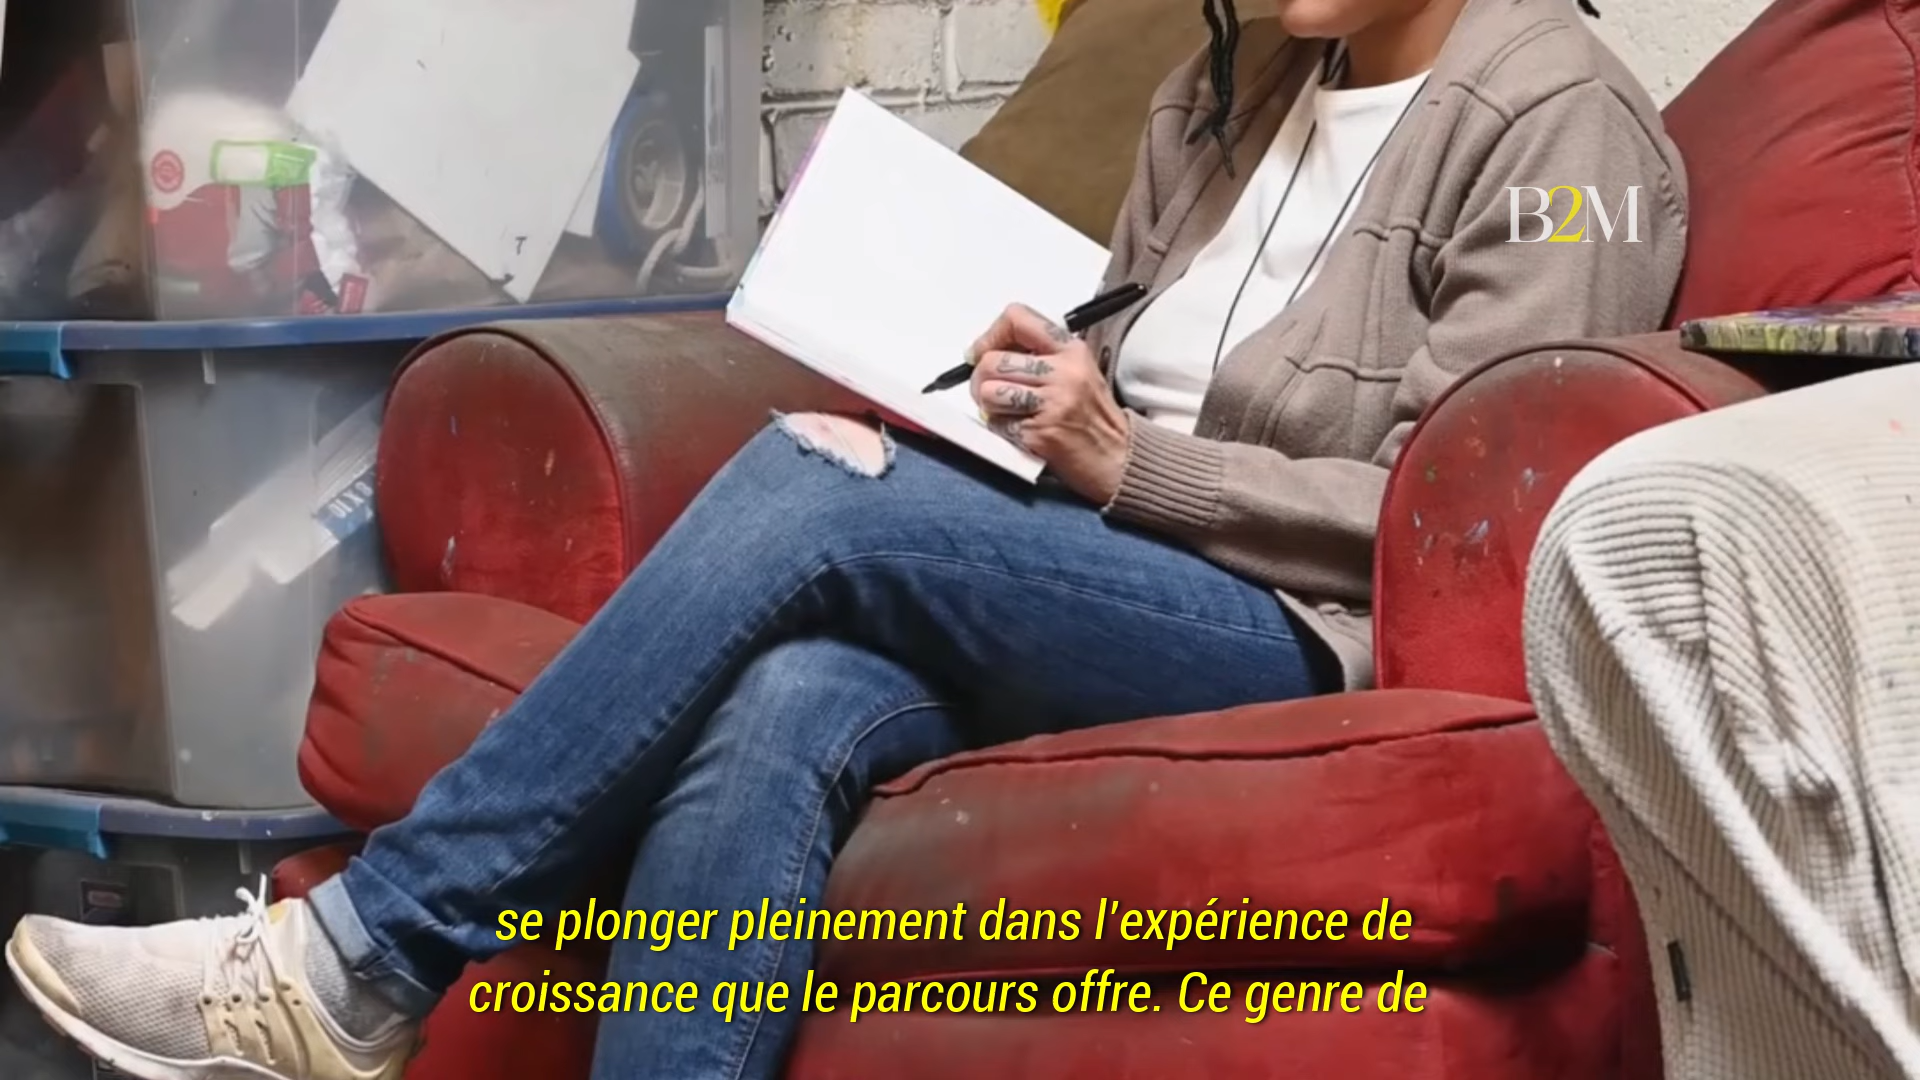 B2M
se plonger pleinement dans l'expérience de
croissance que le parcours offre. Ce genre de